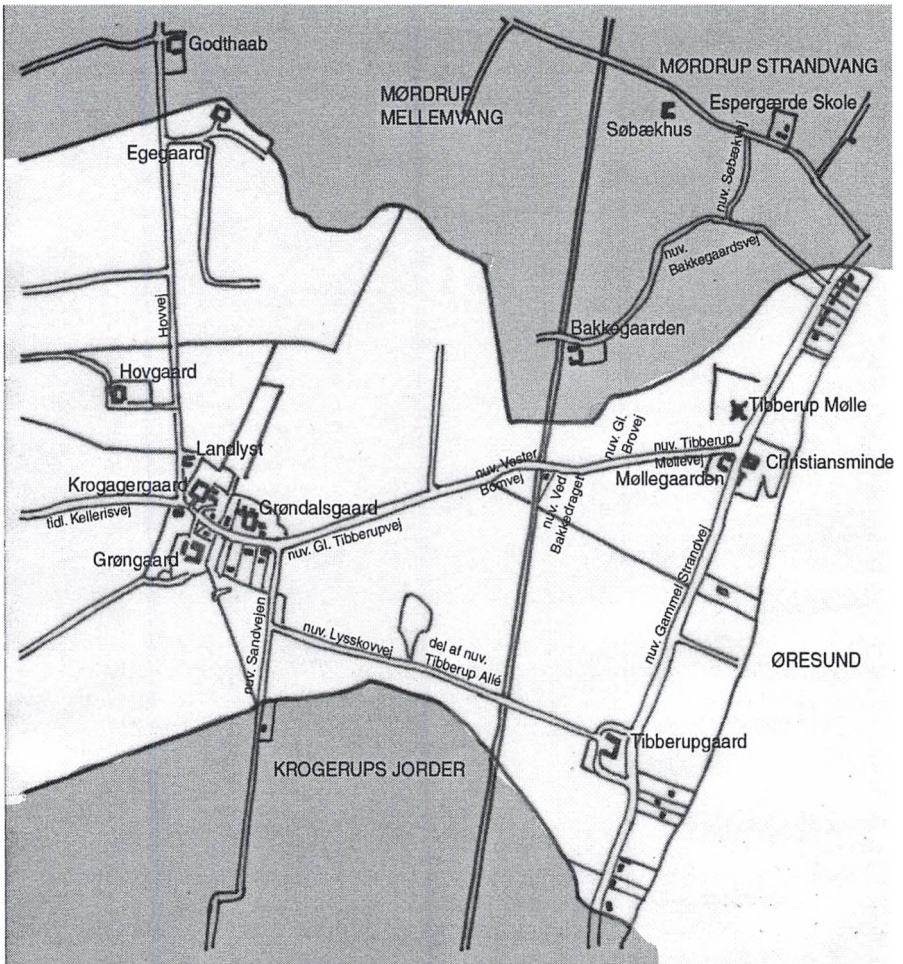 Godthaab
MØRDRUP STRANDVANG
MØRDRUP
MELLEMVANG
Espergærde Skole
Søbækhus
Egegaard
nuv. Søbækvej
nuv.
Bakkegaardsvej
Hovvej
Bakkegaarden
Hovgaard
Tibberup Mølle
nuv. Gl.
Brovej
nuv. Tibberup
Møllevej
Landlyst
nuv. Vester
Bomvej
Møllegaarden
Christiansminde
Krogagergaard
tidl. Kellerisvej
Grøndalsgaard
nuv. Ved
Bakkedraget
nuv. Gl. Tibberupvej
Grøngaard
nuv. Gammel Strandvej
nuv. Sandvejen
nuv. Lysskovvej
del af nuv.
Tibberup Allé
ØRESUND
Tibberupgaard
KROGERUPS JORDER